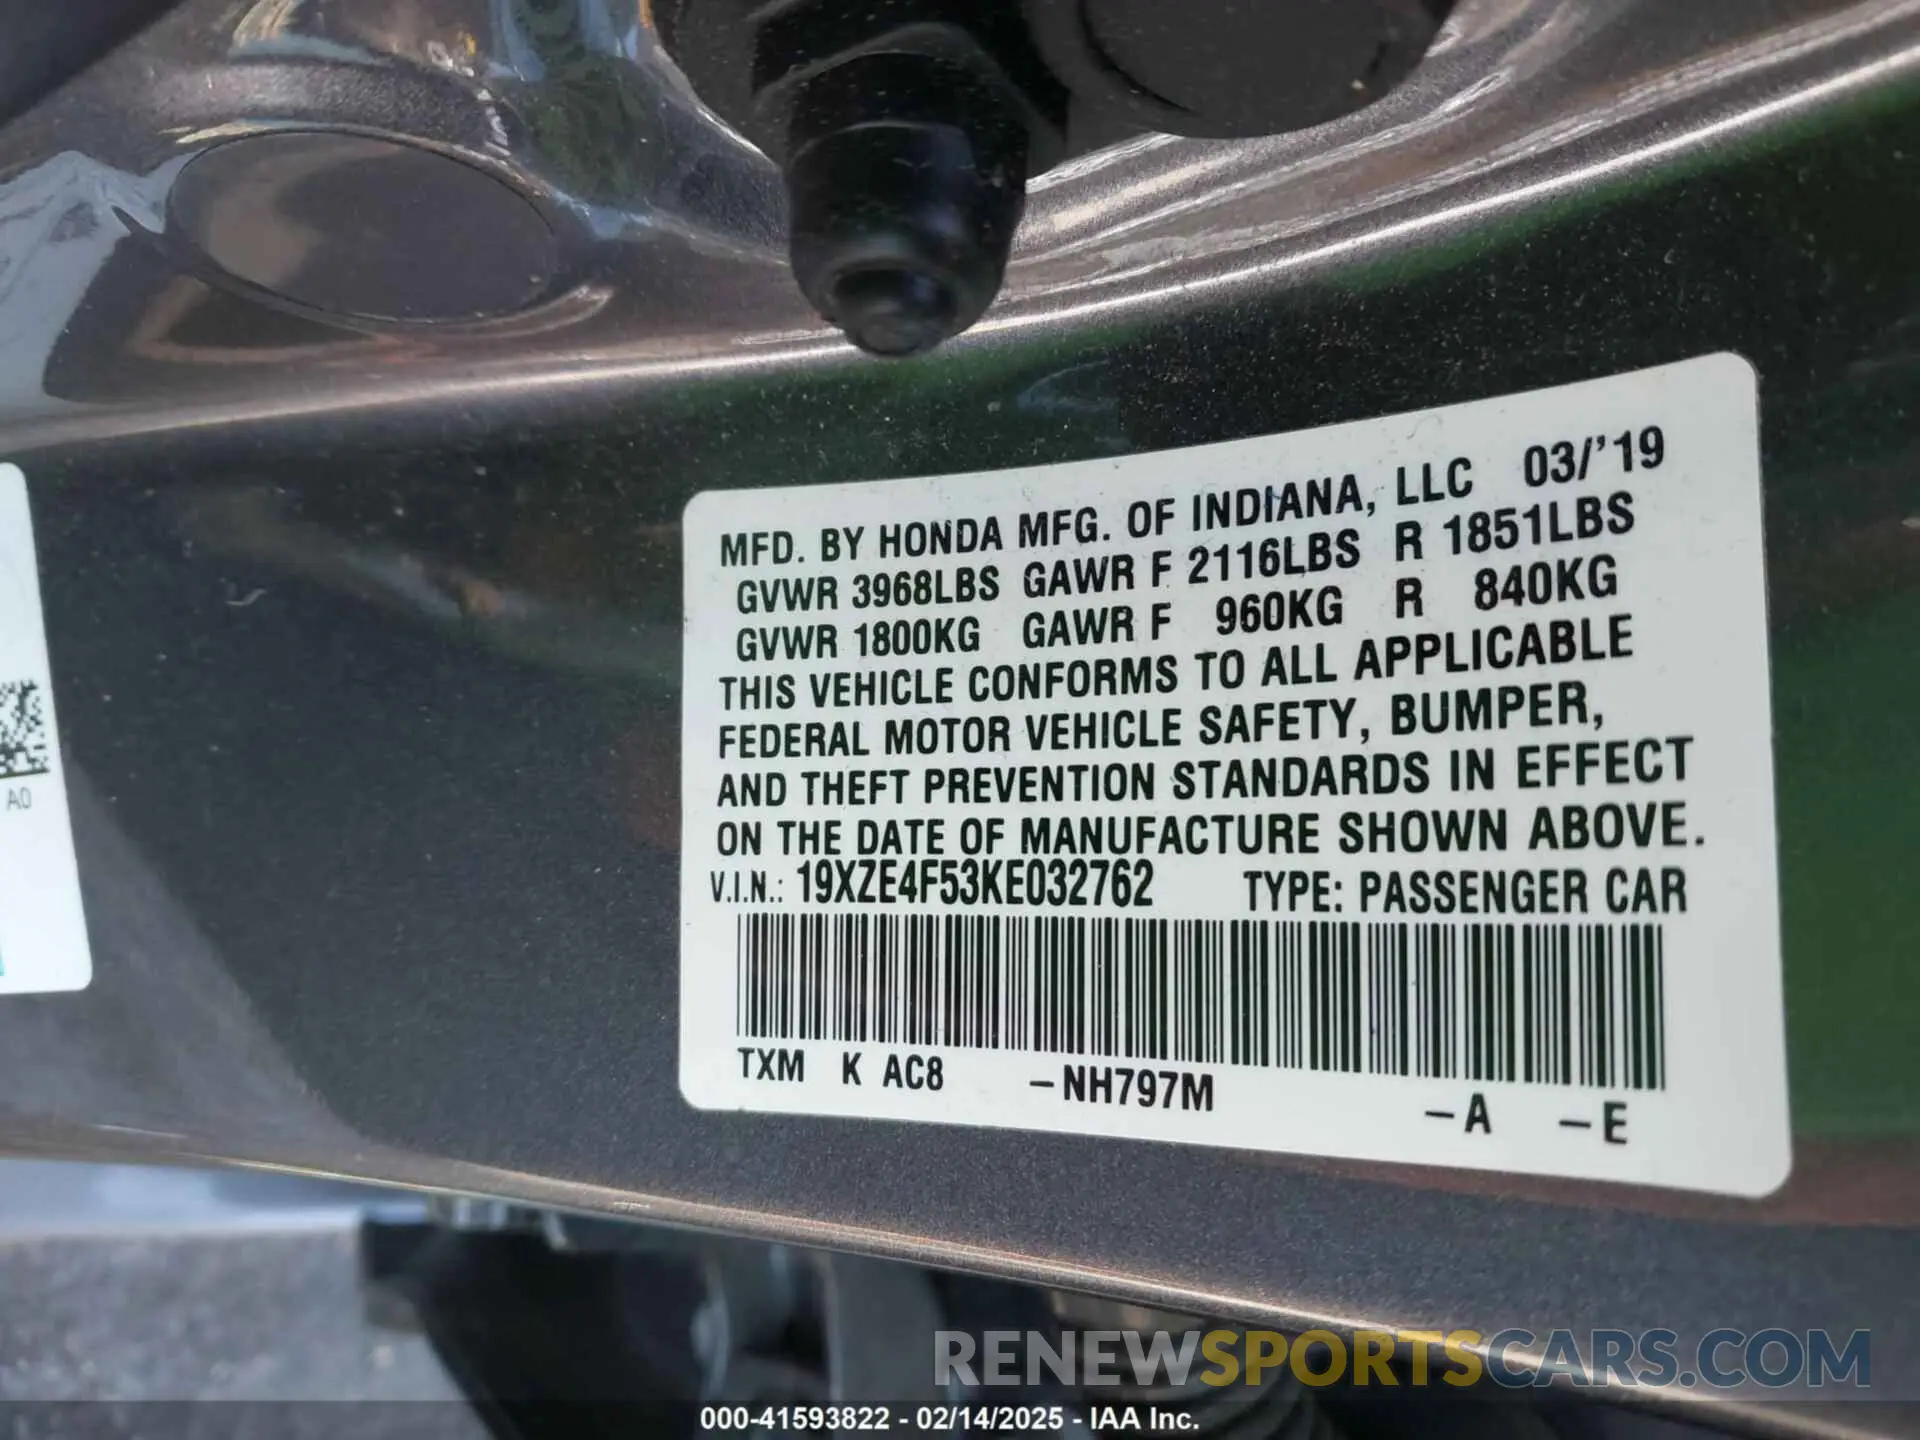 MFD. BY HONDA MFG. OF INDIANA, LLC 03/'19
GVWR 3968LBS GAWR F 2116LBS R 1851LBS
GVWR 1800KG GAWR F 960KG R 840KG
THIS VEHICLE CONFORMS TO ALL APPLICABLE
FEDERAL MOTOR VEHICLE SAFETY, BUMPER,
AND THEFT PREVENTION STANDARDS IN EFFECT
ON THE DATE OF MANUFACTURE SHOWN ABOVE.
V.I.N.: 19XZE4F53KE032762 TYPE: PASSENGER CAR
TXM K AC8 -NH797M -A -E
A0
RENEWSPORTSCARS.COM
000-41593822 - 02/14/2025 - IAA Inc.